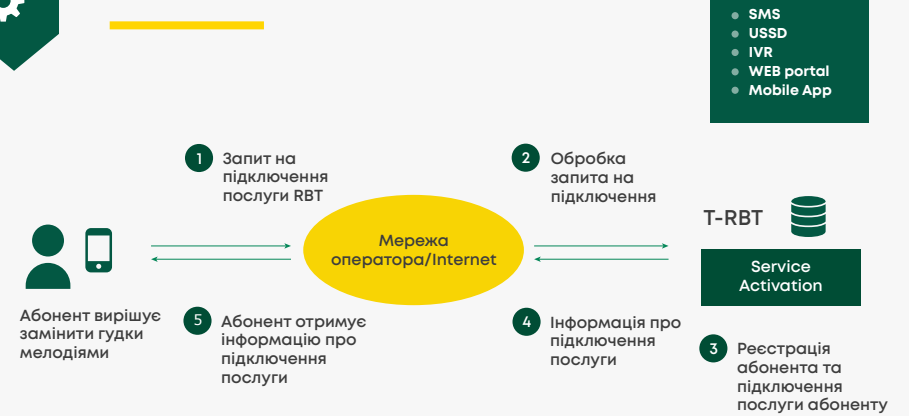 SMS
USSD
IVR
WEB portal
Mobile App
1
Запит на
підключення
послуги RBT
2
Обробка
запита на
підключення
T-RBT
Мережа
оператора/Internet
Service
Activation
Абонент вирішує
замінити гудки
мелодіями
5
Абонент отримує
інформацію про
підключення
послуги
4
Інформація про
підключення
послуги
3
Реєстрація
абонента та
підключення
послуги абоненту